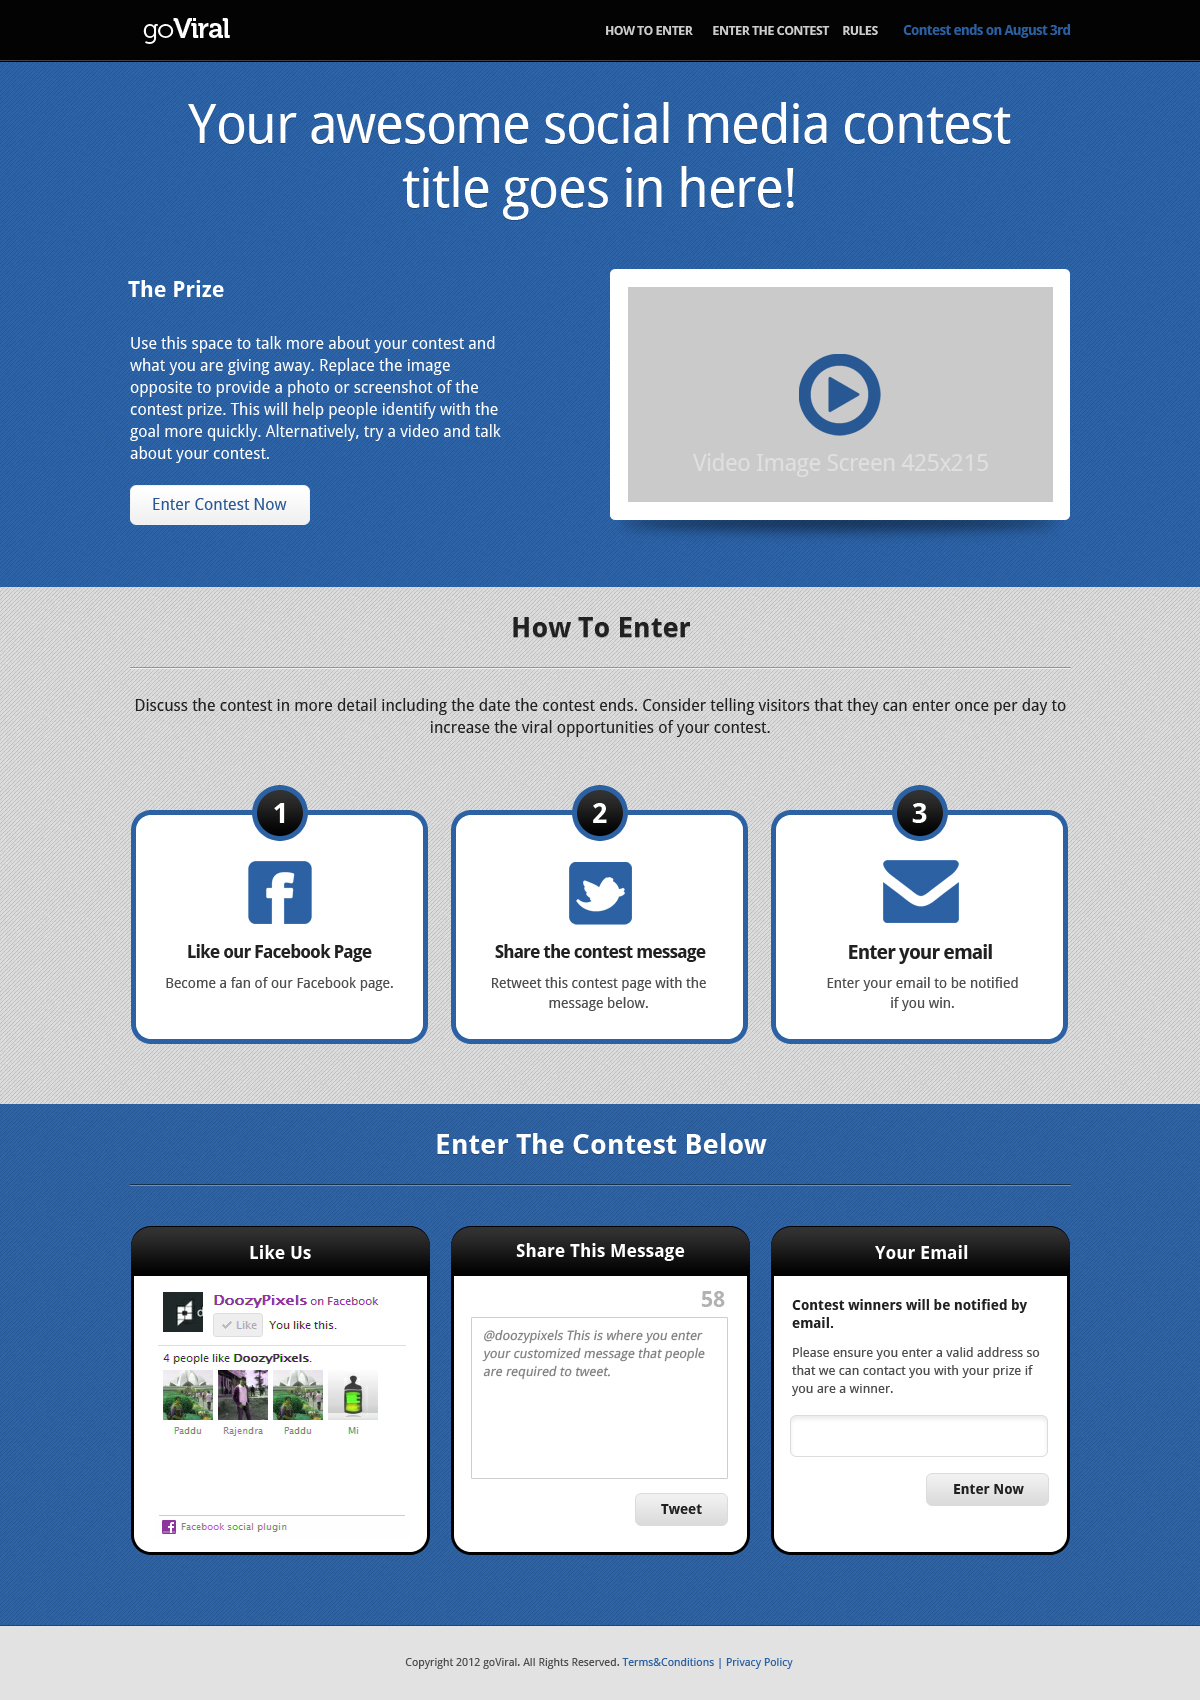 goViral
HOW TO ENTER
ENTER THE CONTEST
RULES
Contest ends on August 3rd
Your awesome social media contest
title goes in here!
The Prize
Use this space to talk more about your contest and
what you are giving away. Replace the image
opposite to provide a photo or screenshot of the
contest prize. This will help people identify with the
goal more quickly. Alternatively, try a video and talk
about your contest.
Enter Contest Now
Video Image Screen 425x215
How To Enter
Discuss the contest in more detail including the date the contest ends. Consider telling visitors that they can enter once per day to
increase the viral opportunities of your contest.
1
Like our Facebook Page
Become a fan of our Facebook page.
2
Share the contest message
Retweet this contest page with the
message below.
3
Enter your email
Enter your email to be notified
if you win.
Enter The Contest Below
Like Us
d
DoozyPixels on Facebook
Like
You like this.
4 people like DoozyPixels.
Paddu
Rajendra
Paddu
Mi
Facebook social plugin
Share This Message
58
@doozypixels This is where you enter
your customized message that people
are required to tweet.
Tweet
Your Email
Contest winners will be notified by
email.
Please ensure you enter a valid address so
that we can contact you with your prize if
you are a winner.
Enter Now
Copyright 2012 goViral. All Rights Reserved. Terms&Conditions | Privacy Policy